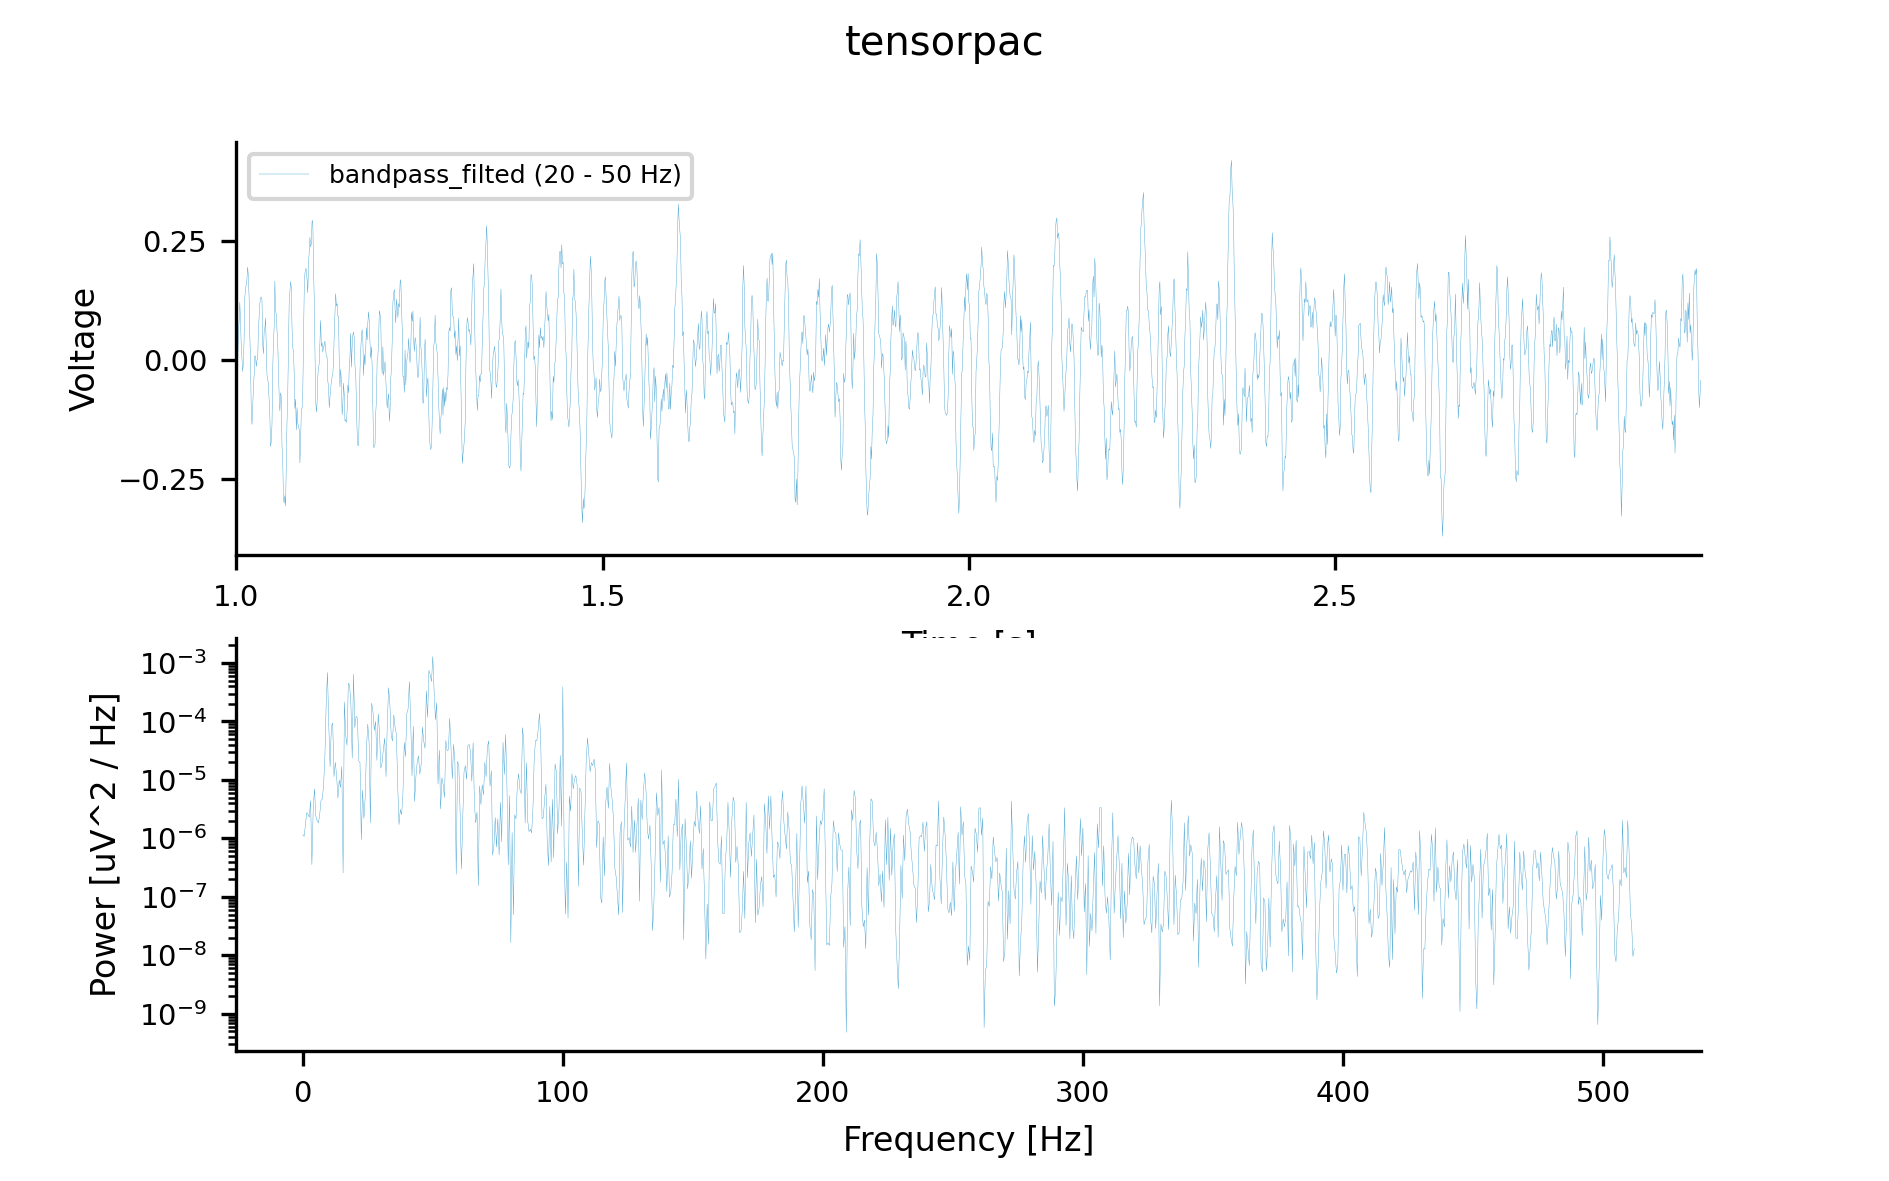 tensorpac
bandpass_filted (20 - 50 Hz)
Voltage
0.25
0.00
−0.25
1.0 1.5 2.0 2.5
Time [s]
Power [uV^2 / Hz]
10⁻³
10⁻⁴
10⁻⁵
10⁻⁶
10⁻⁷
10⁻⁸
10⁻⁹
0 100 200 300 400 500
Frequency [Hz]